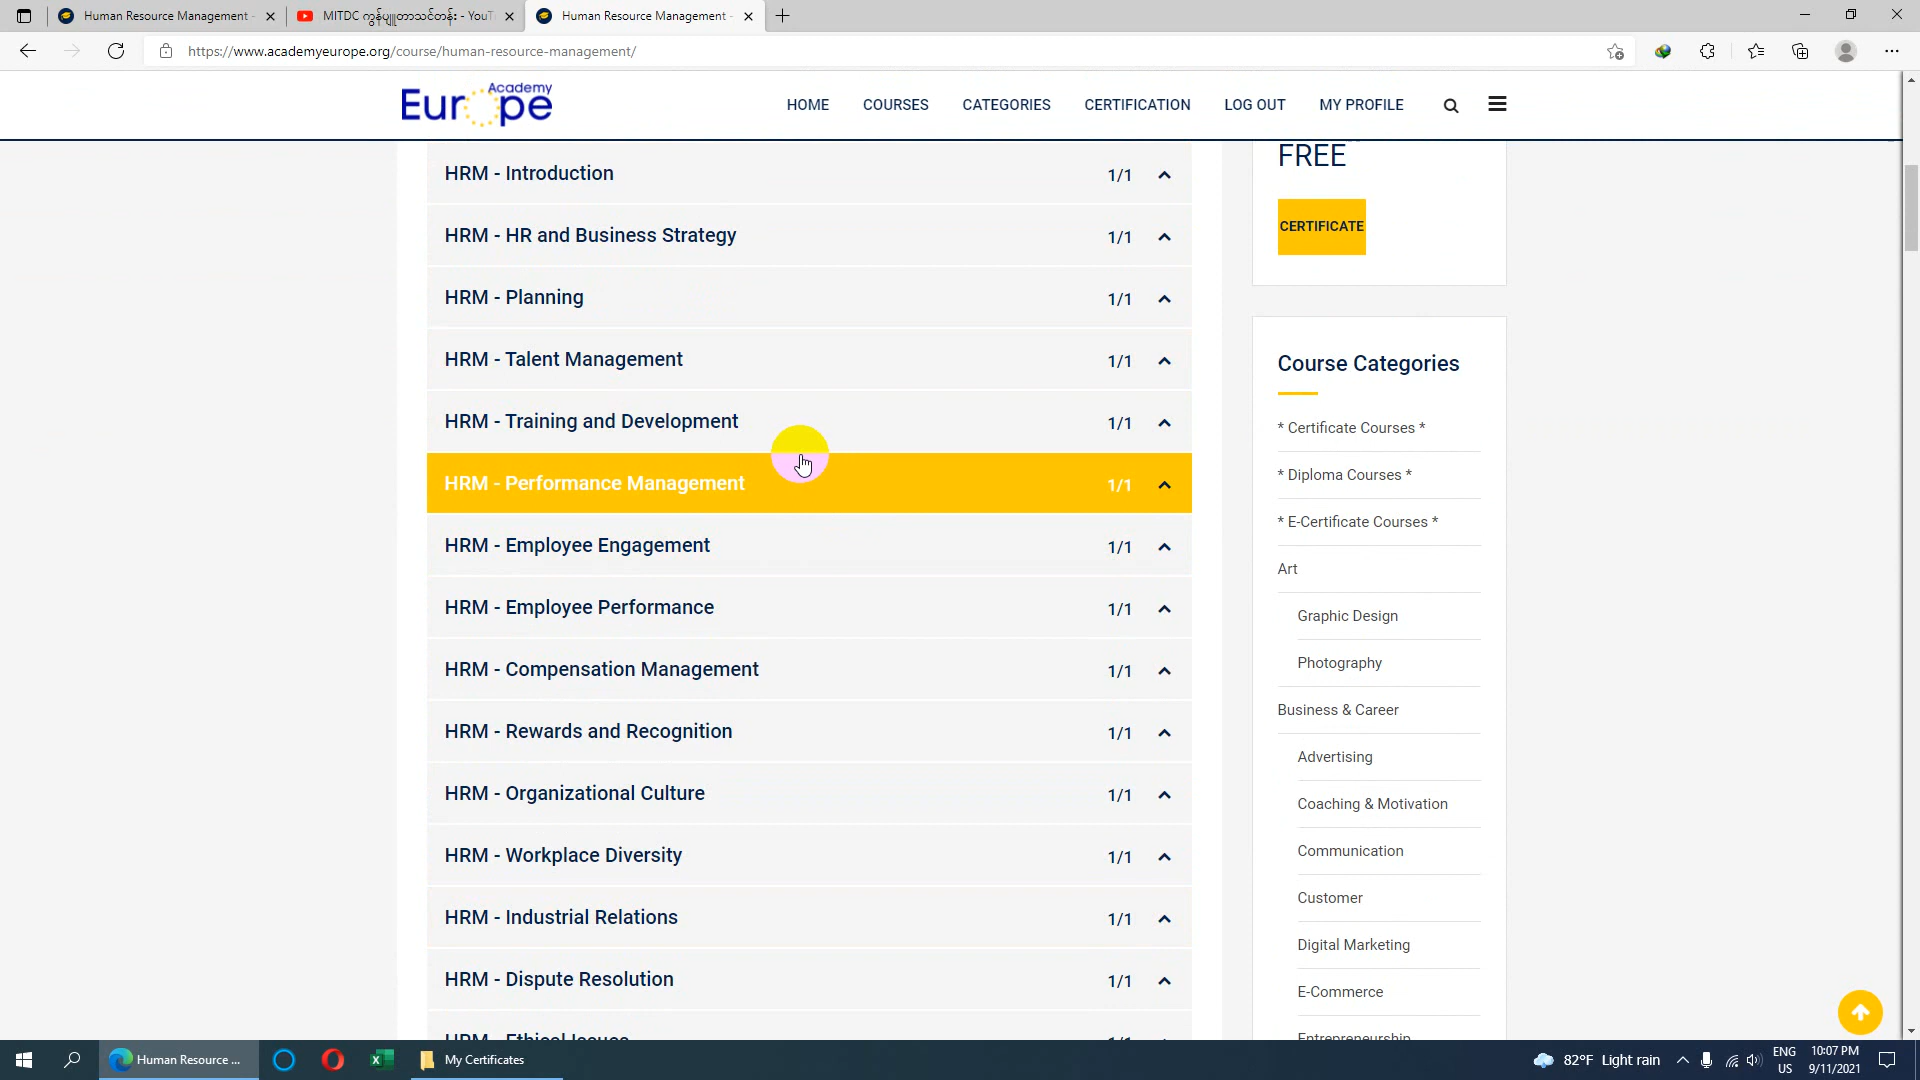 Human Resource Management -
MITDC ကွန်ပျူတာသင်တန်း - YouT
Human Resource Management -
https://www.academyeurope.org/course/human-resource-management/
Academy
Europe
HOME
COURSES
CATEGORIES
CERTIFICATION
LOG OUT
MY PROFILE
HRM - Introduction 1/1
HRM - HR and Business Strategy 1/1
HRM - Planning 1/1
HRM - Talent Management 1/1
HRM - Training and Development 1/1
HRM - Performance Management 1/1
HRM - Employee Engagement 1/1
HRM - Employee Performance 1/1
HRM - Compensation Management 1/1
HRM - Rewards and Recognition 1/1
HRM - Organizational Culture 1/1
HRM - Workplace Diversity 1/1
HRM - Industrial Relations 1/1
HRM - Dispute Resolution 1/1
HRM - Ethical Issues 1/1
FREE
CERTIFICATE
Course Categories
* Certificate Courses *
* Diploma Courses *
* E-Certificate Courses *
Art
Graphic Design
Photography
Business & Career
Advertising
Coaching & Motivation
Communication
Customer
Digital Marketing
E-Commerce
Entrepreneurship
Human Resource ...
My Certificates
82°F Light rain
ENG
US
10:07 PM
9/11/2021